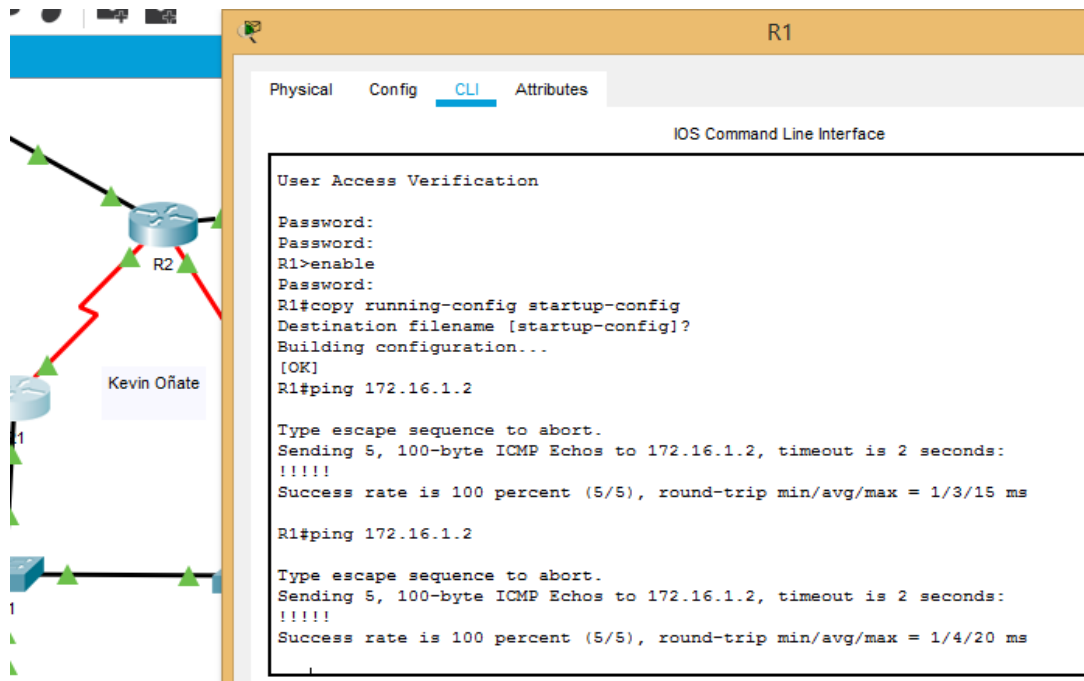 R1
Physical Config CLI Attributes
IOS Command Line Interface
User Access Verification
Password:
Password:
R1>enable
Password:
R1#copy running-config startup-config
Destination filename [startup-config]?
Building configuration...
[OK]
R1#ping 172.16.1.2
Type escape sequence to abort.
Sending 5, 100-byte ICMP Echos to 172.16.1.2, timeout is 2 seconds:
!!!!!
Success rate is 100 percent (5/5), round-trip min/avg/max = 1/3/15 ms
R1#ping 172.16.1.2
Type escape sequence to abort.
Sending 5, 100-byte ICMP Echos to 172.16.1.2, timeout is 2 seconds:
!!!!!
Success rate is 100 percent (5/5), round-trip min/avg/max = 1/4/20 ms
R2
Kevin Oñate